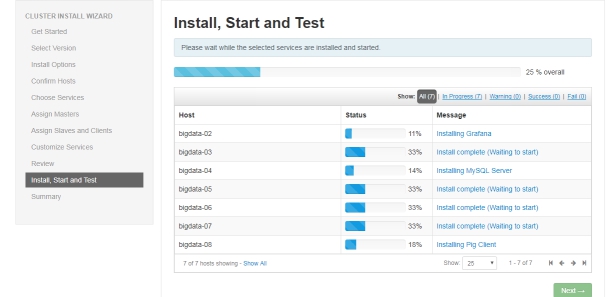 CLUSTER INSTALL WIZARD
Get Started
Select Version
Install Options
Confirm Hosts
Choose Services
Assign Masters
Assign Slaves and Clients
Customize Services
Review
Install, Start and Test
Summary
Install, Start and Test
Please wait while the selected services are installed and started.
25 % overall
Show: All (7) | In Progress (7) | Warning (0) | Success (0) | Fail (0)
Host Status Message
bigdata-02 11% Installing Grafana
bigdata-03 33% Install complete (Waiting to start)
bigdata-04 14% Installing MySQL Server
bigdata-05 33% Install complete (Waiting to start)
bigdata-06 33% Install complete (Waiting to start)
bigdata-07 33% Install complete (Waiting to start)
bigdata-08 18% Installing Pig Client
7 of 7 hosts showing - Show All Show: 25 1 - 7 of 7
Next →